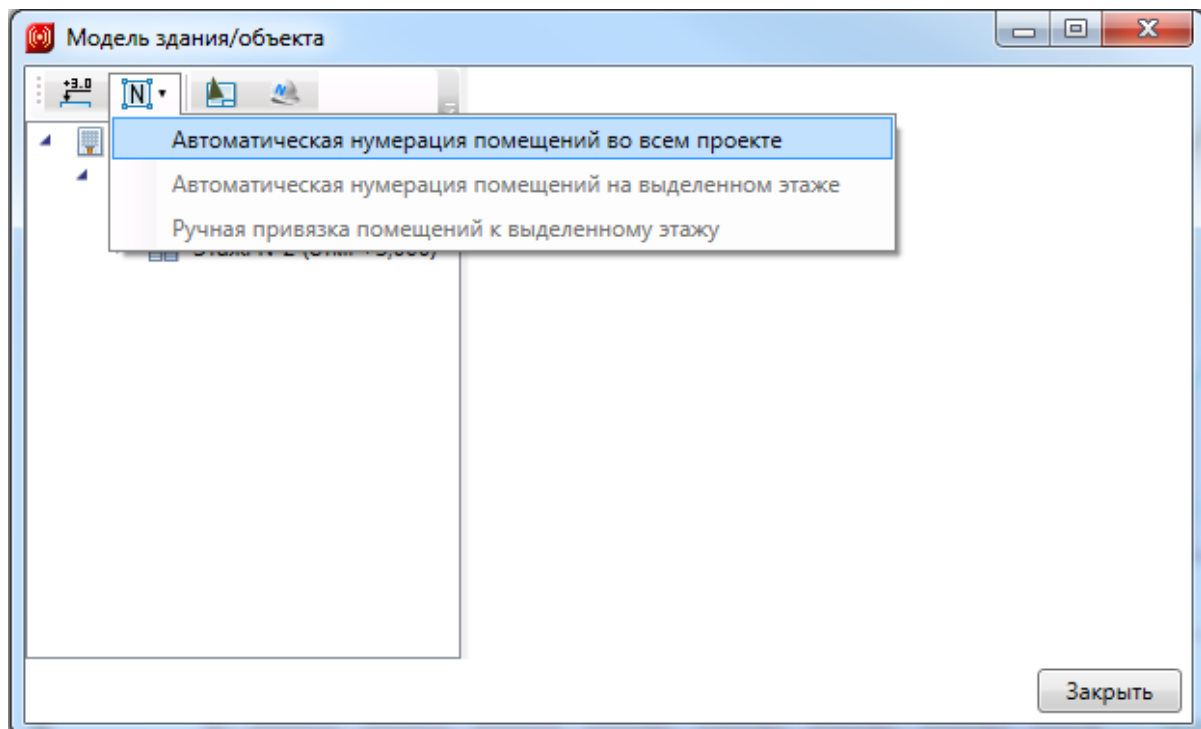 Модель здания/объекта
+3.0
N
N
Автоматическая нумерация помещений во всем проекте
Автоматическая нумерация помещений на выделенном этаже
Ручная привязка помещений к выделенному этажу
Закрыть